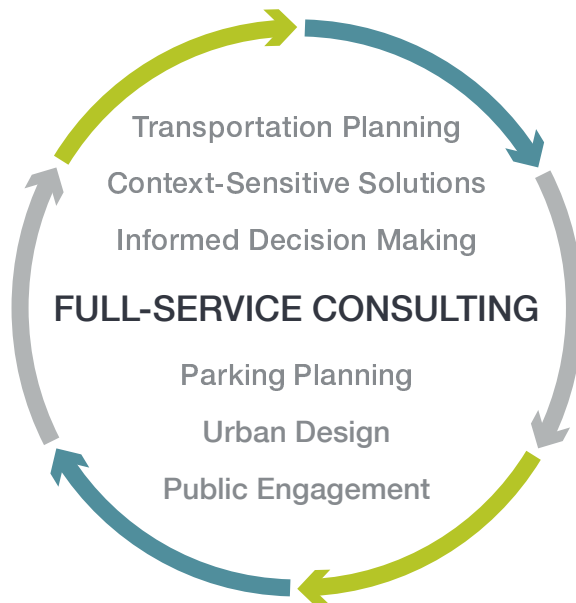 Transportation Planning
Context-Sensitive Solutions
Informed Decision Making
FULL-SERVICE CONSULTING
Parking Planning
Urban Design
Public Engagement